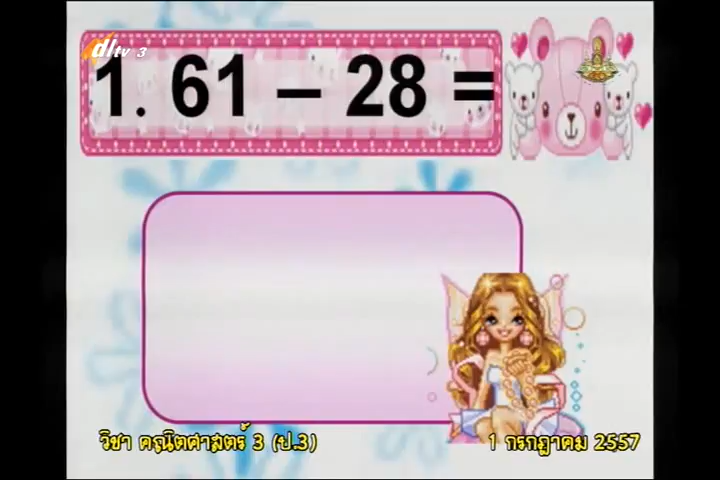 dltv 3
1. 61 – 28 =
วิชา คณิตศาสตร์ 3 (ป.3)
1 กรกฎาคม 2557